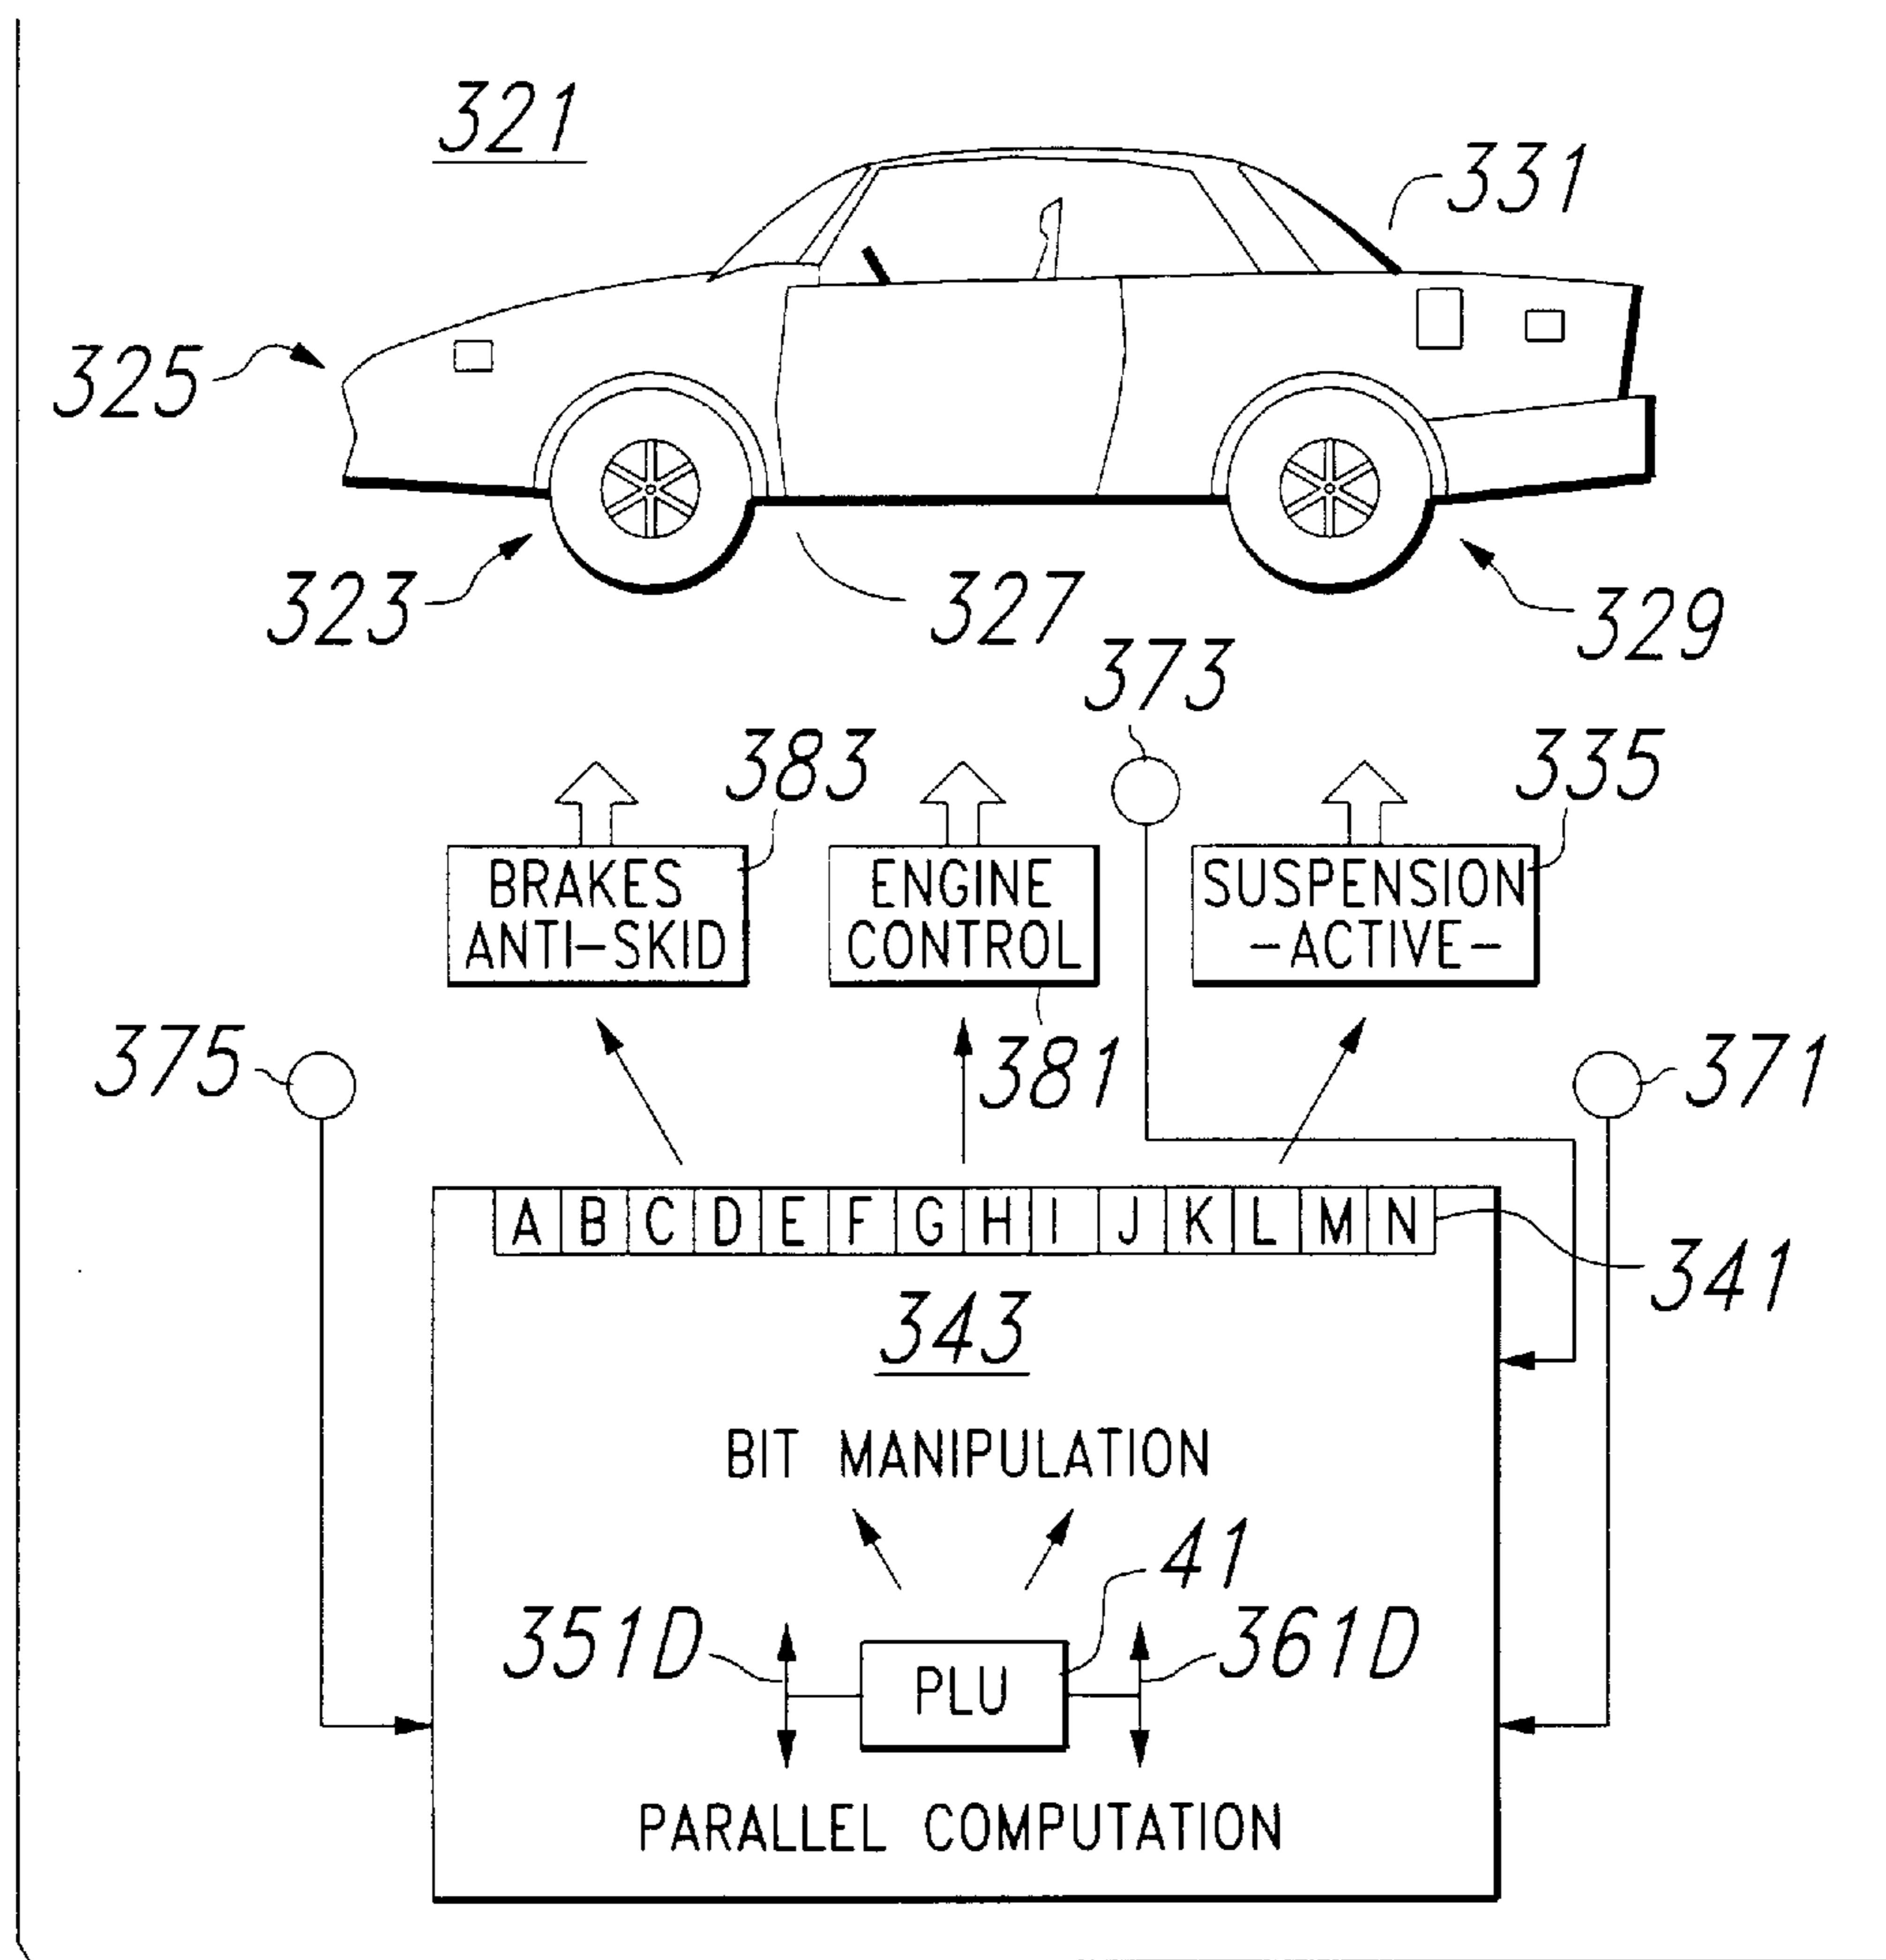 321
331
325
323
327
329
373
383
335
BRAKES
ANTI-SKID
ENGINE
CONTROL
SUSPENSION
-ACTIVE-
375
381
371
A B C D E F G H I J K L M N
341
343
BIT MANIPULATION
41
351D
PLU
361D
PARALLEL COMPUTATION